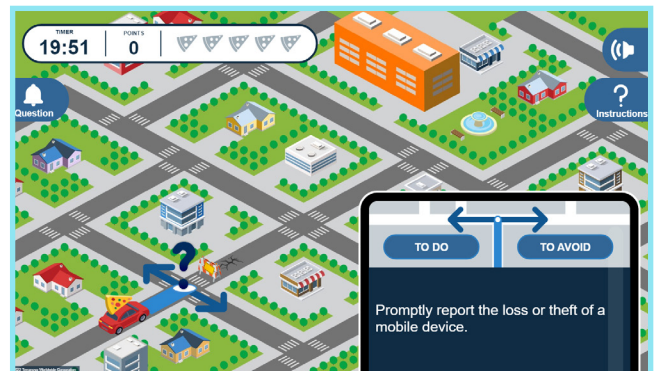 TIMER
19:51
POINTS
0
Question
?
Instructions
?
TO DO
TO AVOID
Promptly report the loss or theft of a
mobile device.